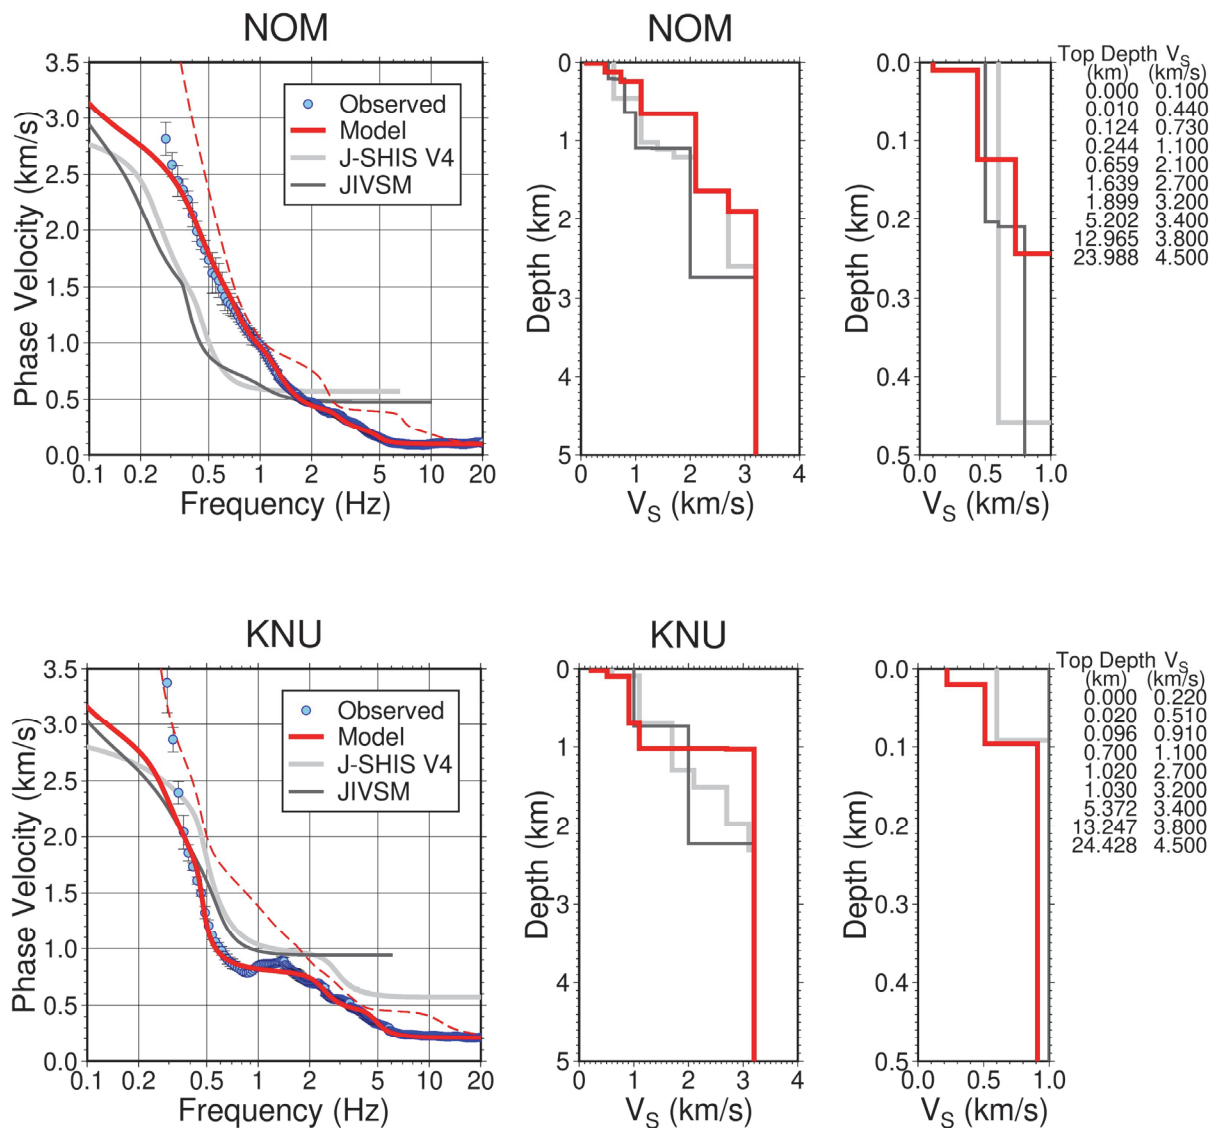 NOM
Phase Velocity (km/s)
3.5
3.0
2.5
2.0
1.5
1.0
0.5
0.0
0.1 0.2 0.5 1 2 5 10 20
Frequency (Hz)
Observed
Model
J-SHIS V4
JIVSM
NOM
Depth (km)
0
1
2
3
4
5
0 1 2 3 4
V_S (km/s)
Depth (km)
0.0
0.1
0.2
0.3
0.4
0.5
0.0 0.5 1.0
V_S (km/s)
Top Depth V_S
(km) (km/s)
0.000 0.100
0.010 0.440
0.124 0.730
0.244 1.100
0.659 2.100
1.639 2.700
1.899 3.200
5.202 3.400
12.965 3.800
23.988 4.500
KNU
Phase Velocity (km/s)
3.5
3.0
2.5
2.0
1.5
1.0
0.5
0.0
0.1 0.2 0.5 1 2 5 10 20
Frequency (Hz)
Observed
Model
J-SHIS V4
JIVSM
KNU
Depth (km)
0
1
2
3
4
5
0 1 2 3 4
V_S (km/s)
Depth (km)
0.0
0.1
0.2
0.3
0.4
0.5
0.0 0.5 1.0
V_S (km/s)
Top Depth V_S
(km) (km/s)
0.000 0.220
0.020 0.510
0.096 0.910
0.700 1.100
1.020 2.700
1.030 3.200
5.372 3.400
13.247 3.800
24.428 4.500